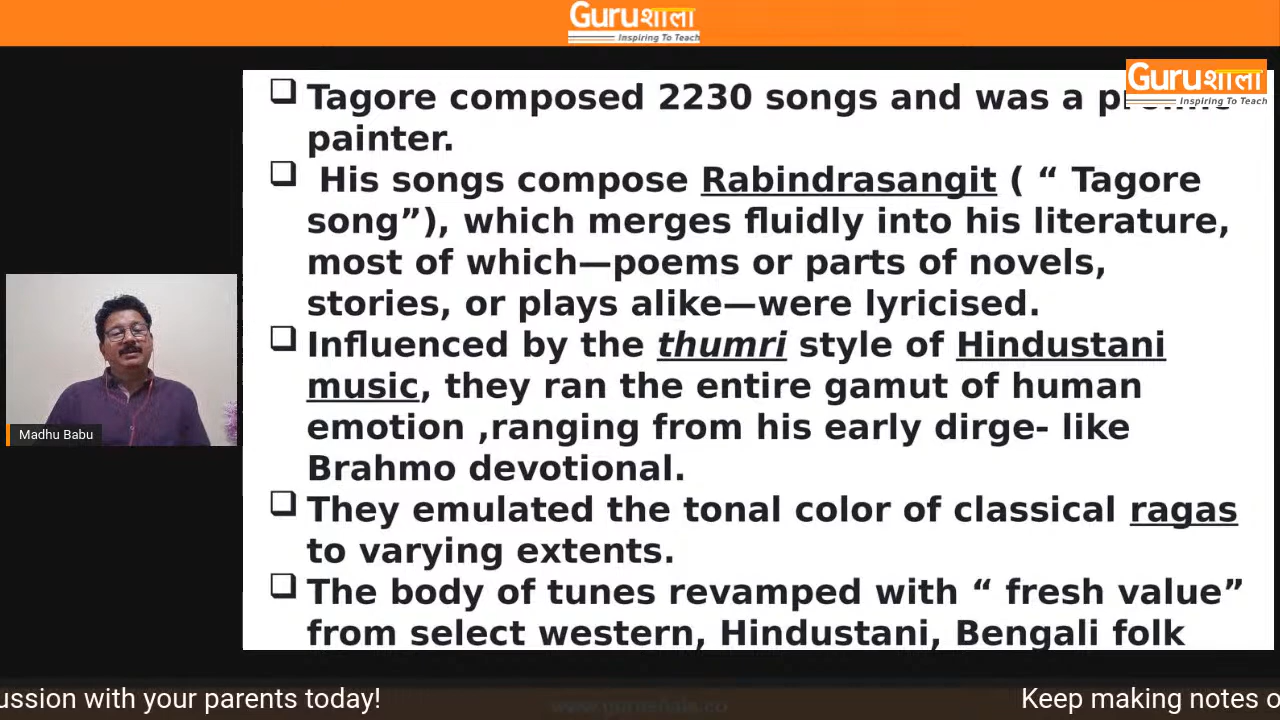 Guruशाला
Inspiring To Teach
Guruशाला
Inspiring To Teach
❑ Tagore composed 2230 songs and was a
painter.
❑ His songs compose Rabindrasangit ( “ Tagore
song”), which merges fluidly into his literature,
most of which—poems or parts of novels,
stories, or plays alike—were lyricised.
❑ Influenced by the thumri style of Hindustani
music, they ran the entire gamut of human
emotion ,ranging from his early dirge- like
Brahmo devotional.
❑ They emulated the tonal color of classical ragas
to varying extents.
❑ The body of tunes revamped with “ fresh value”
from select western, Hindustani, Bengali folk
Madhu Babu
ussion with your parents today! Keep making notes o